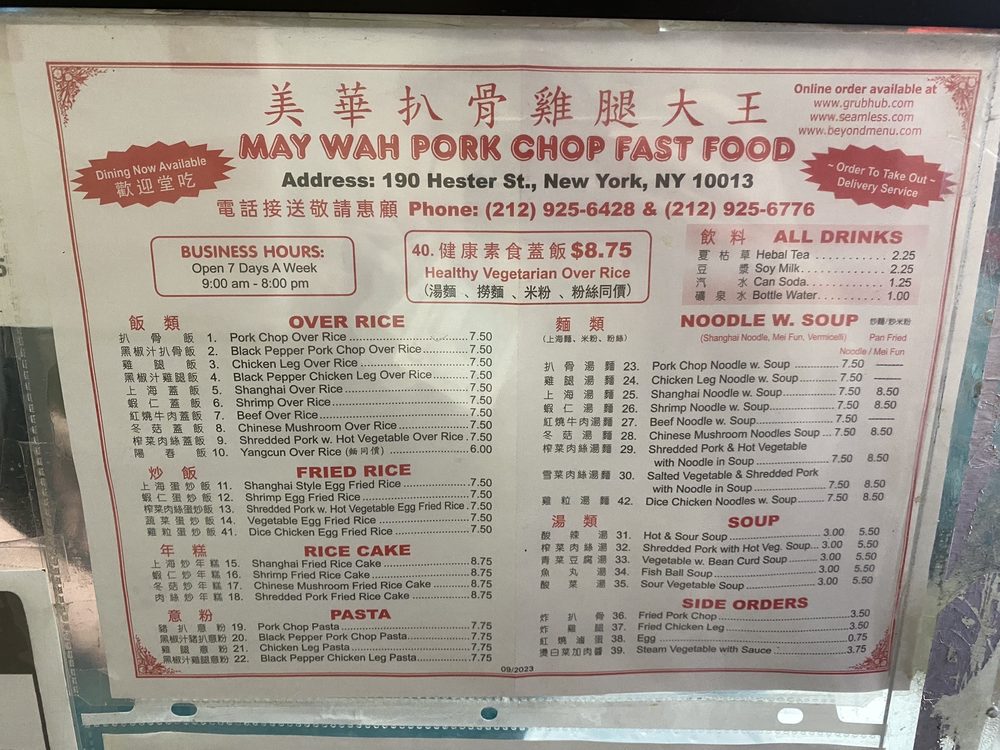 美華扒骨雞腿大王
Online order available at
www.grubhub.com
www.seamless.com
www.beyondmenu.com
MAY WAH PORK CHOP FAST FOOD
Dining Now Available
歡迎堂吃
~ Order To Take Out ~
Delivery Service
Address: 190 Hester St., New York, NY 10013
電話接送敬請惠顧 Phone: (212) 925-6428 & (212) 925-6776
BUSINESS HOURS:
Open 7 Days A Week
9:00 am - 8:00 pm
40. 健康素食蓋飯 $8.75
Healthy Vegetarian Over Rice
(湯麵、撈麵、米粉、粉絲同價)
飲料 ALL DRINKS
夏枯草 Hebal Tea 2.25
豆漿 Soy Milk 2.25
汽水 Can Soda 1.25
礦泉水 Bottle Water 1.00
飯類 OVER RICE
扒骨飯 1. Pork Chop Over Rice 7.50
黑椒汁扒骨飯 2. Black Pepper Pork Chop Over Rice 7.50
雞腿飯 3. Chicken Leg Over Rice 7.50
黑椒汁雞腿飯 4. Black Pepper Chicken Leg Over Rice 7.50
上海蓋飯 5. Shanghai Over Rice 7.50
蝦仁蓋飯 6. Shrimp Over Rice 7.50
紅燒牛肉蓋飯 7. Beef Over Rice 7.50
冬菇蓋飯 8. Chinese Mushroom Over Rice 7.50
榨菜肉絲蓋飯 9. Shredded Pork w. Hot Vegetable Over Rice 7.50
陽春飯 10. Yangcun Over Rice (麵同價) 6.00
炒飯 FRIED RICE
上海蛋炒飯 11. Shanghai Style Egg Fried Rice 7.50
蝦仁蛋炒飯 12. Shrimp Egg Fried Rice 7.50
榨菜肉絲蛋炒飯 13. Shredded Pork w. Hot Vegetable Egg Fried Rice 7.50
蔬菜蛋炒飯 14. Vegetable Egg Fried Rice 7.50
雞粒蛋炒飯 41. Dice Chicken Egg Fried Rice 7.50
年糕 RICE CAKE
上海炒年糕 15. Shanghai Fried Rice Cake 8.75
蝦仁炒年糕 16. Shrimp Fried Rice Cake 8.75
冬菇炒年糕 17. Chinese Mushroom Fried Rice Cake 8.75
肉絲炒年糕 18. Shredded Pork Fried Rice Cake 8.75
意粉 PASTA
豬扒意粉 19. Pork Chop Pasta 7.75
黑椒汁豬扒意粉 20. Black Pepper Pork Chop Pasta 7.75
雞腿意粉 21. Chicken Leg Pasta 7.75
黑椒汁雞腿意粉 22. Black Pepper Chicken Leg Pasta 7.75
麵類 NOODLE W. SOUP 炒麵/炒米粉
(上海麵、米粉、粉絲) (Shanghai Noodle, Mei Fun, Vermicelli) Pan Fried
Noodle / Mei Fun
扒骨湯麵 23. Pork Chop Noodle w. Soup 7.50 ——
雞腿湯麵 24. Chicken Leg Noodle w. Soup 7.50 ——
上海湯麵 25. Shanghai Noodle w. Soup 7.50 8.50
蝦仁湯麵 26. Shrimp Noodle w. Soup 7.50 8.50
紅燒牛肉湯麵 27. Beef Noodle w. Soup 7.50 ——
冬菇湯麵 28. Chinese Mushroom Noodles Soup 7.50 8.50
榨菜肉絲湯麵 29. Shredded Pork & Hot Vegetable
with Noodle in Soup 7.50 8.50
雪菜肉絲湯麵 30. Salted Vegetable & Shredded Pork
with Noodle in Soup 7.50 8.50
雞粒湯麵 42. Dice Chicken Noodles w. Soup 7.50 8.50
湯類 SOUP
酸辣湯 31. Hot & Sour Soup 3.00 5.50
榨菜肉絲湯 32. Shredded Pork with Hot Veg. Soup 3.00 5.50
青菜豆腐湯 33. Vegetable w. Bean Curd Soup 3.00 5.50
魚丸湯 34. Fish Ball Soup 3.00 5.50
酸菜湯 35. Sour Vegetable Soup 3.00 5.50
SIDE ORDERS
炸扒骨 36. Fried Pork Chop 3.50
炸雞腿 37. Fried Chicken Leg 3.50
紅燒滷蛋 38. Egg 0.75
燙白菜加肉醬 39. Steam Vegetable with Sauce 3.75
09/2023